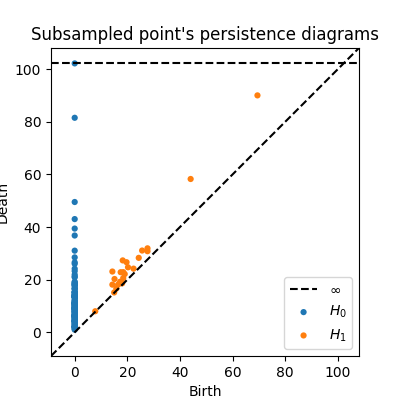 Subsampled point's persistence diagrams
100
80
60
40
20
0
Death
0 20 40 60 80 100
Birth
∞
H₀
H₁